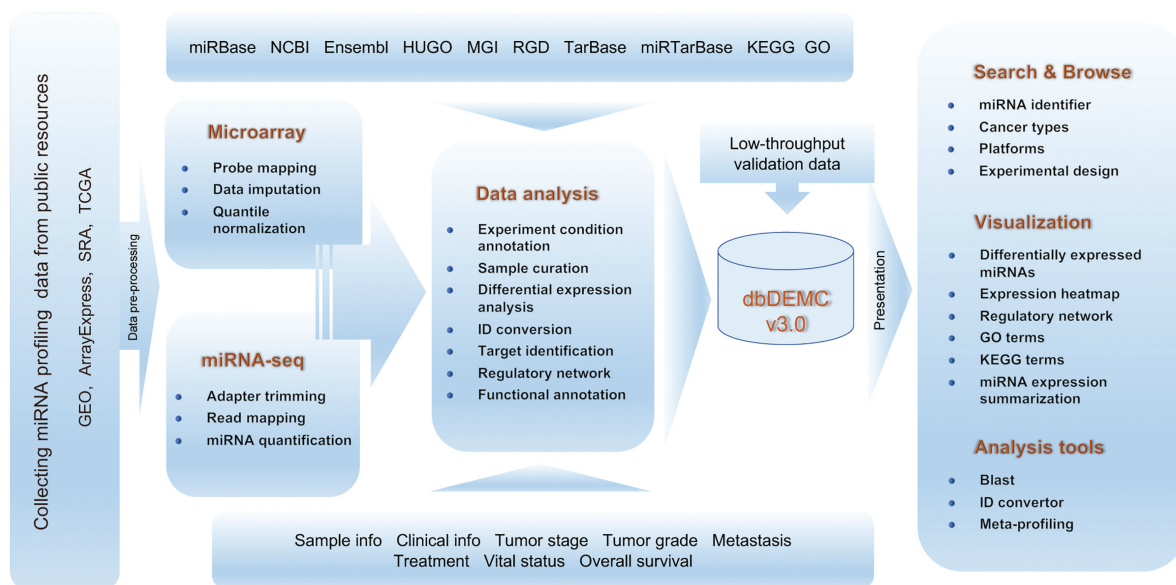 Collecting miRNA profiling data from public resources
GEO, ArrayExpress, SRA, TCGA
Data pre-processing
miRBase NCBI Ensembl HUGO MGI RGD TarBase miRTarBase KEGG GO
Microarray
Probe mapping
Data imputation
Quantile
normalization
miRNA-seq
Adapter trimming
Read mapping
miRNA quantification
Data analysis
Experiment condition
annotation
Sample curation
Differential expression
analysis
ID conversion
Target identification
Regulatory network
Functional annotation
Sample info Clinical info Tumor stage Tumor grade Metastasis
Treatment Vital status Overall survival
Low-throughput
validation data
dbDEMC
v3.0
Presentation
Search & Browse
miRNA identifier
Cancer types
Platforms
Experimental design
Visualization
Differentially expressed
miRNAs
Expression heatmap
Regulatory network
GO terms
KEGG terms
miRNA expression
summarization
Analysis tools
Blast
ID convertor
Meta-profiling